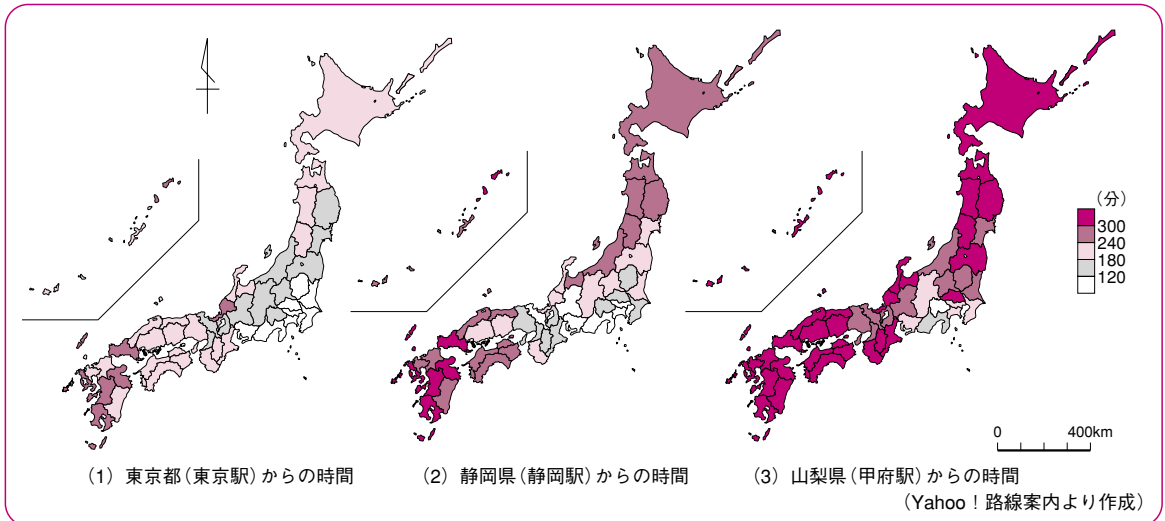 （分）
300
240
180
120
0 400km
(1) 東京都（東京駅）からの時間
(2) 静岡県（静岡駅）からの時間
(3) 山梨県（甲府駅）からの時間
（Yahoo！路線案内より作成）